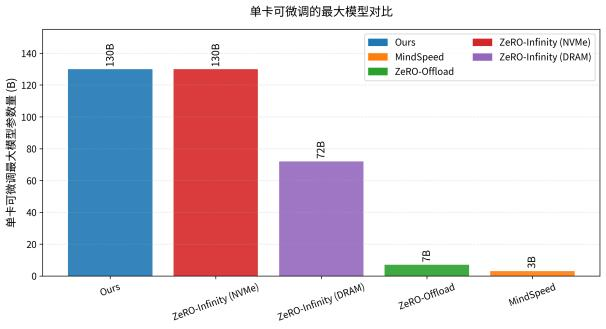 单卡可微调的最大模型对比
单卡可微调最大模型参数量 (B)
140
120
100
80
60
40
20
0
130B
130B
72B
7B
3B
Ours
MindSpeed
ZeRO-Offload
ZeRO-Infinity (NVMe)
ZeRO-Infinity (DRAM)
Ours
ZeRO-Infinity (NVMe)
ZeRO-Infinity (DRAM)
ZeRO-Offload
MindSpeed